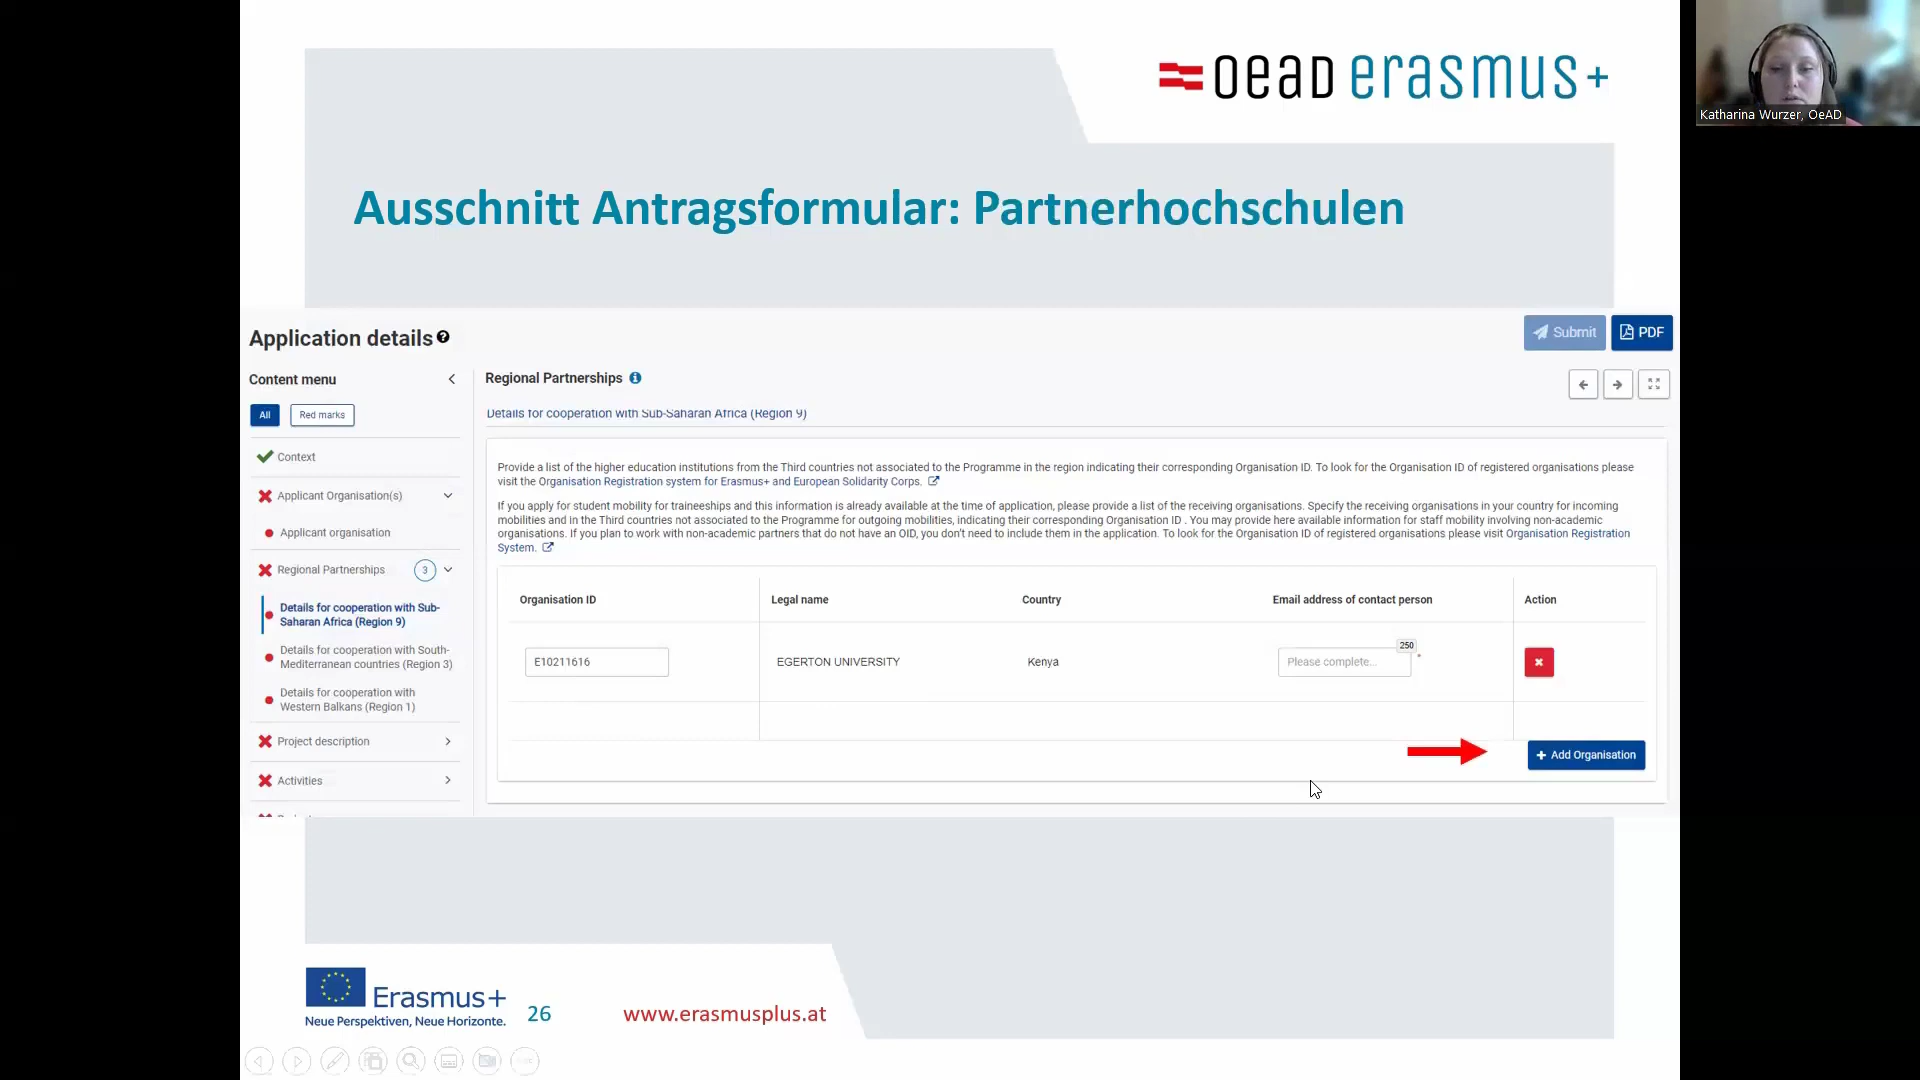 OEAD erasmus+
Katharina Wurzer, OeAD
Ausschnitt Antragsformular: Partnerhochschulen
Application details
Submit
PDF
Content menu
Regional Partnerships
All
Red marks
Details for cooperation with Sub-Saharan Africa (Region 9)
Context
Applicant Organisation(s)
Applicant organisation
Regional Partnerships 3
Details for cooperation with Sub-
Saharan Africa (Region 9)
Details for cooperation with South-
Mediterranean countries (Region 3)
Details for cooperation with
Western Balkans (Region 1)
Project description
Activities
Provide a list of the higher education institutions from the Third countries not associated to the Programme in the region indicating their corresponding Organisation ID. To look for the Organisation ID of registered organisations please
visit the Organisation Registration system for Erasmus+ and European Solidarity Corps.
If you apply for student mobility for traineeships and this information is already available at the time of application, please provide a list of the receiving organisations. Specify the receiving organisations in your country for incoming
mobilities and in the Third countries not associated to the Programme for outgoing mobilities, indicating their corresponding Organisation ID . You may provide here available information for staff mobility involving non-academic
organisations. If you plan to work with non-academic partners that do not have an OID, you don't need to include them in the application. To look for the Organisation ID of registered organisations please visit Organisation Registration
System.
Organisation ID
Legal name
Country
Email address of contact person
Action
250
E10211616
EGERTON UNIVERSITY
Kenya
Please complete...
+ Add Organisation
Erasmus+
Neue Perspektiven, Neue Horizonte.
26
www.erasmusplus.at